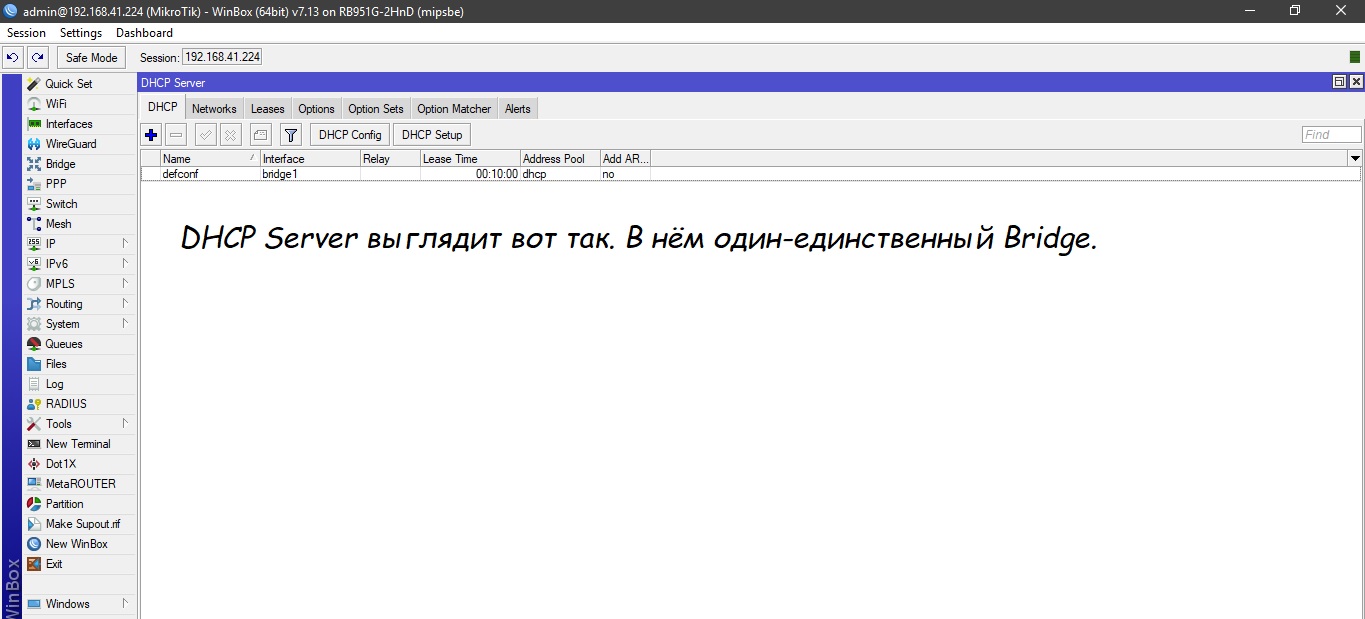 admin@192.168.41.224 (MikroTik) - WinBox (64bit) v7.13 on RB951G-2HnD (mipsbe)
Session Settings Dashboard
Safe Mode Session: 192.168.41.224
DHCP Server
DHCP Networks Leases Options Option Sets Option Matcher Alerts
DHCP Config DHCP Setup Find
Name Interface Relay Lease Time Address Pool Add AR...
defconf bridge1 00:10:00 dhcp no
DHCP Server выглядит вот так. В нём один-единственный Bridge.
Quick Set
WiFi
Interfaces
WireGuard
Bridge
PPP
Switch
Mesh
IP
IPv6
MPLS
Routing
System
Queues
Files
Log
RADIUS
Tools
New Terminal
Dot1X
MetaROUTER
Partition
Make Supout.rif
New WinBox
Exit
Windows
WinBox